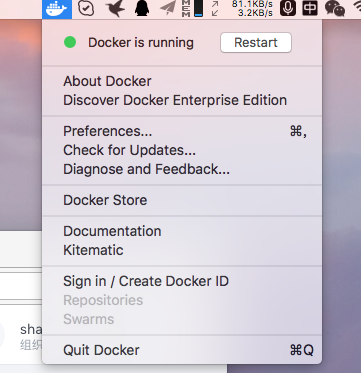 MEM
81.1KB/s
3.2KB/s
中
Docker is running
Restart
About Docker
Discover Docker Enterprise Edition
Preferences...
⌘,
Check for Updates...
Diagnose and Feedback...
Docker Store
Documentation
Kitematic
Sign in / Create Docker ID
Repositories
Swarms
sha
组织
Quit Docker
⌘Q